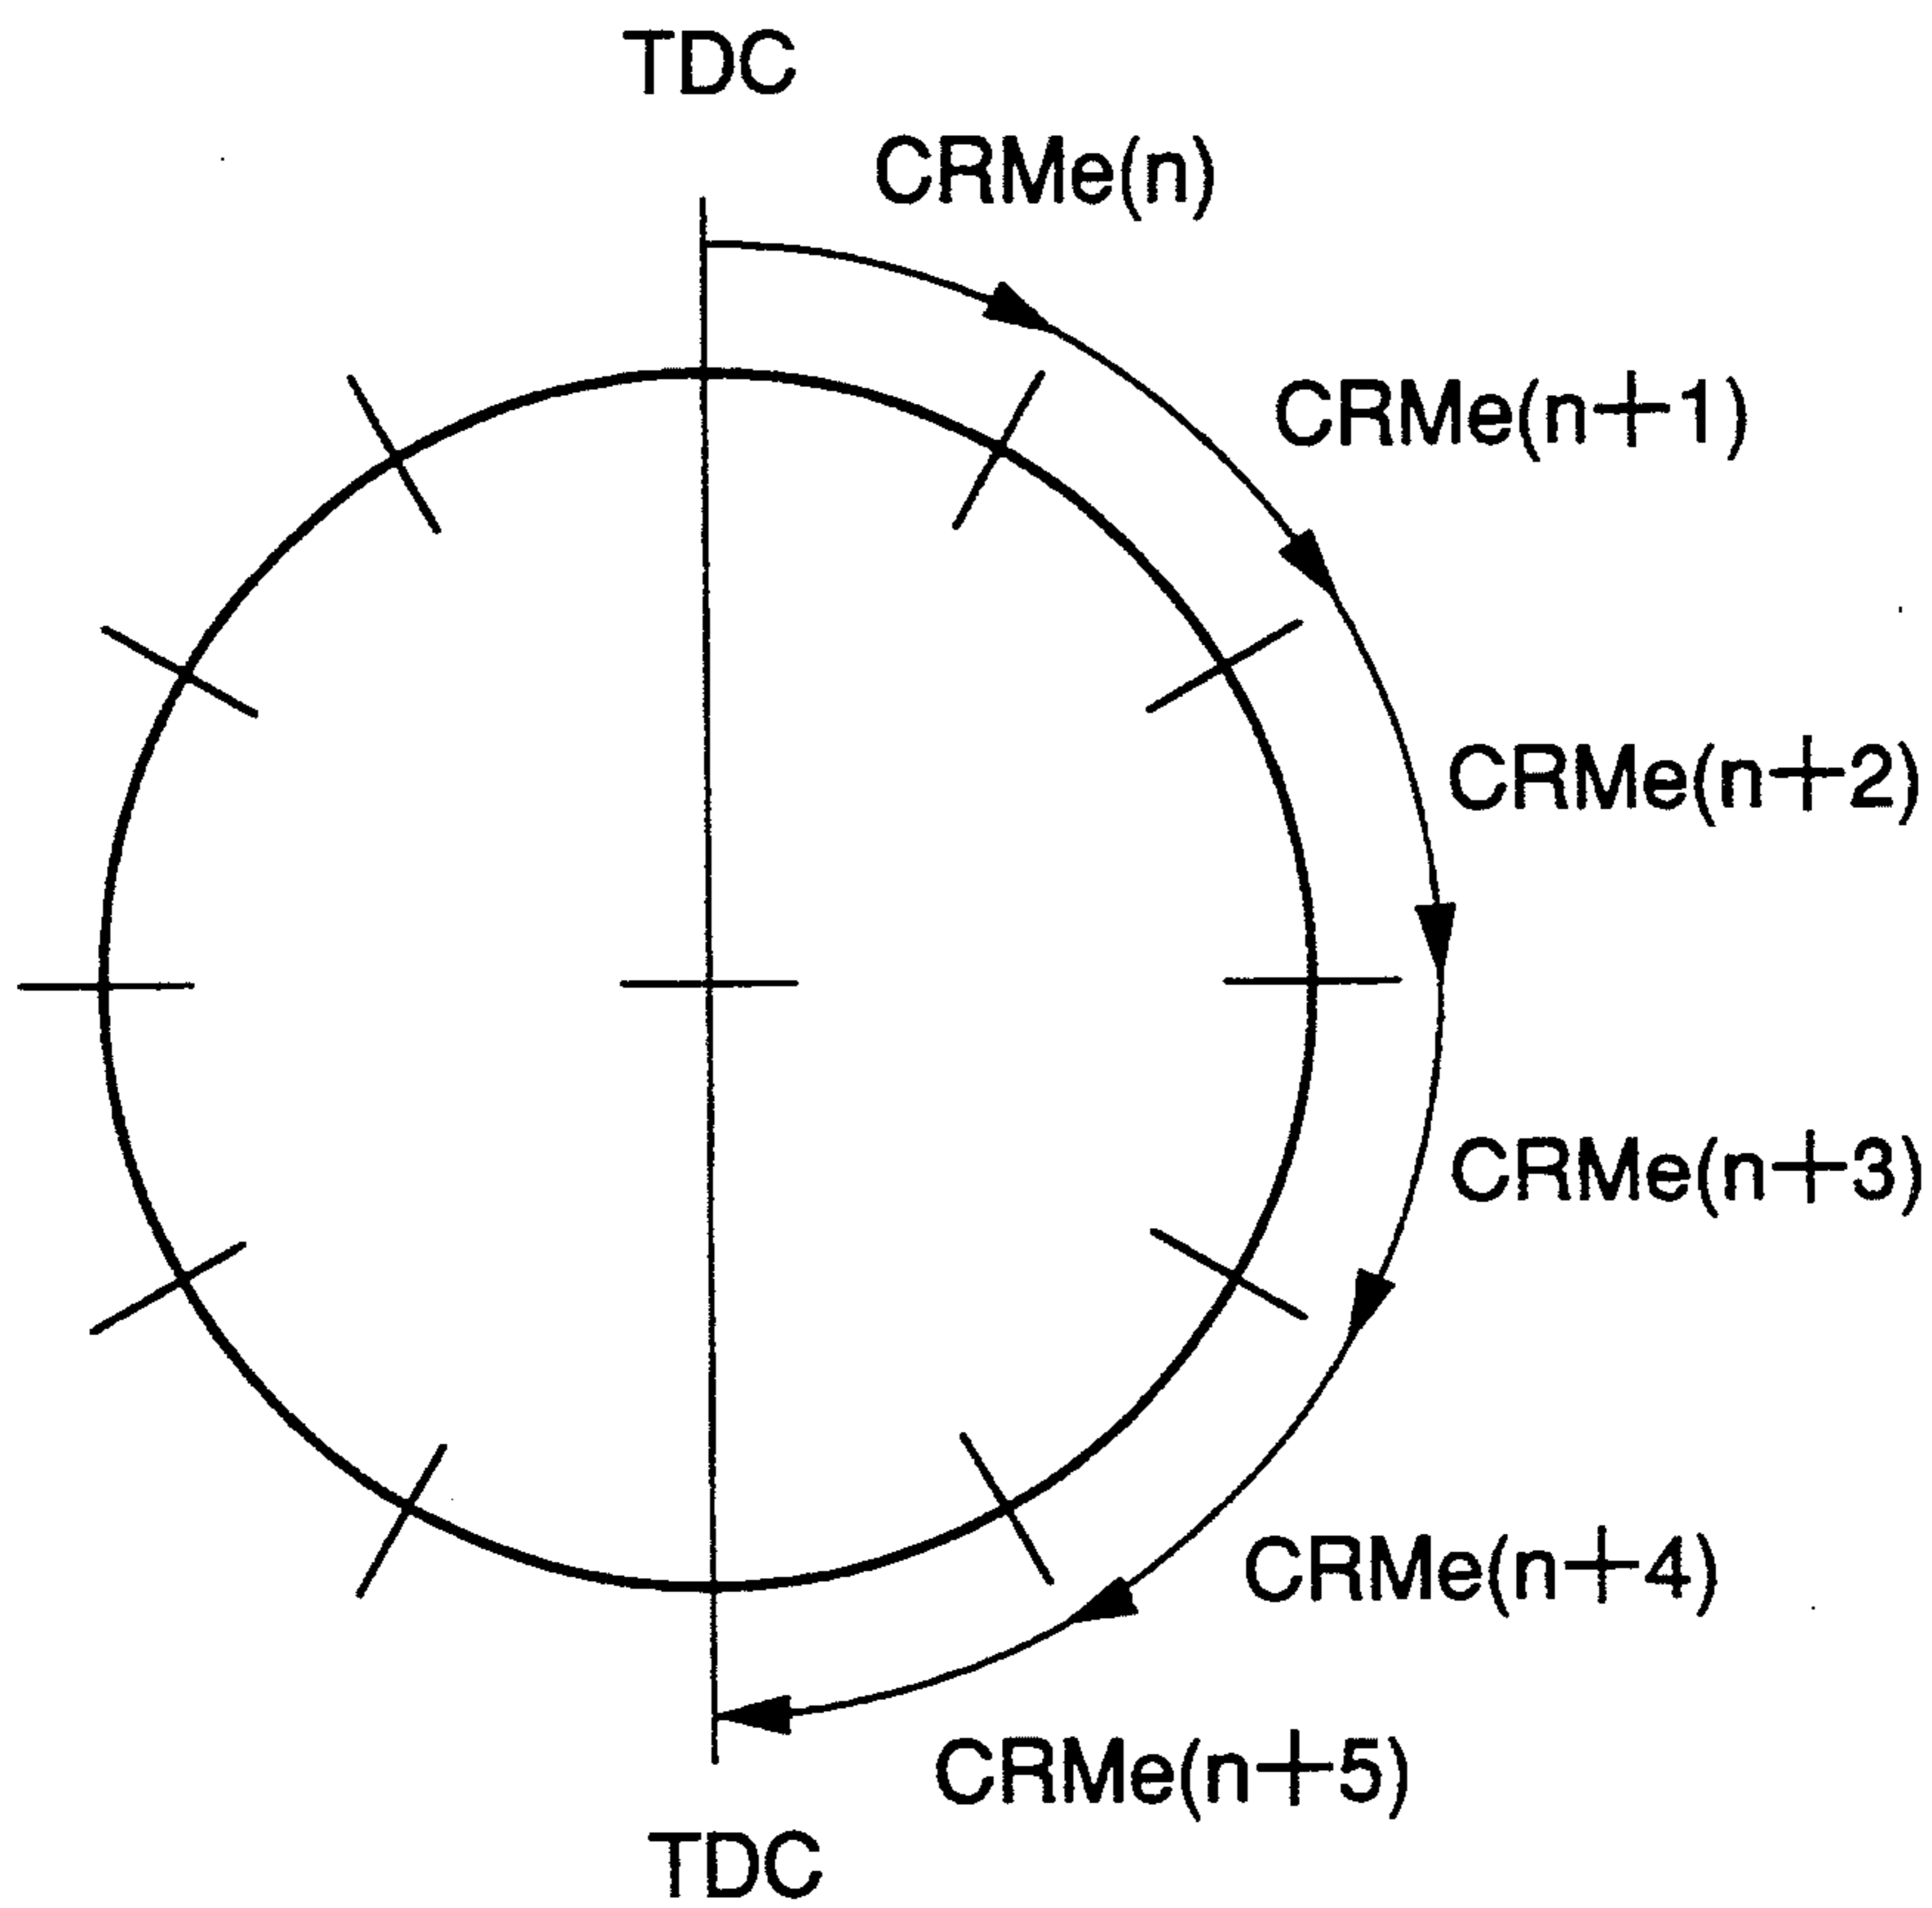 TDC
CRMe(n)
CRMe(n+1)
CRMe(n+2)
CRMe(n+3)
CRMe(n+4)
CRMe(n+5)
TDC